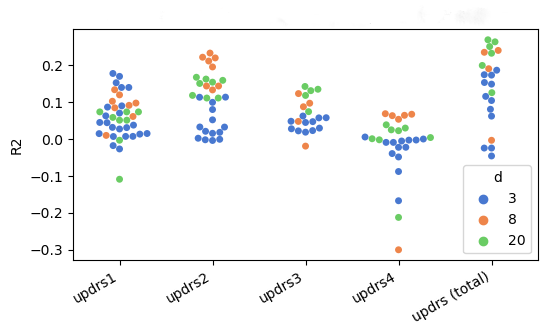 R2
0.2
0.1
0.0
−0.1
−0.2
−0.3
updrs1
updrs2
updrs3
updrs4
updrs (total)
d
3
8
20